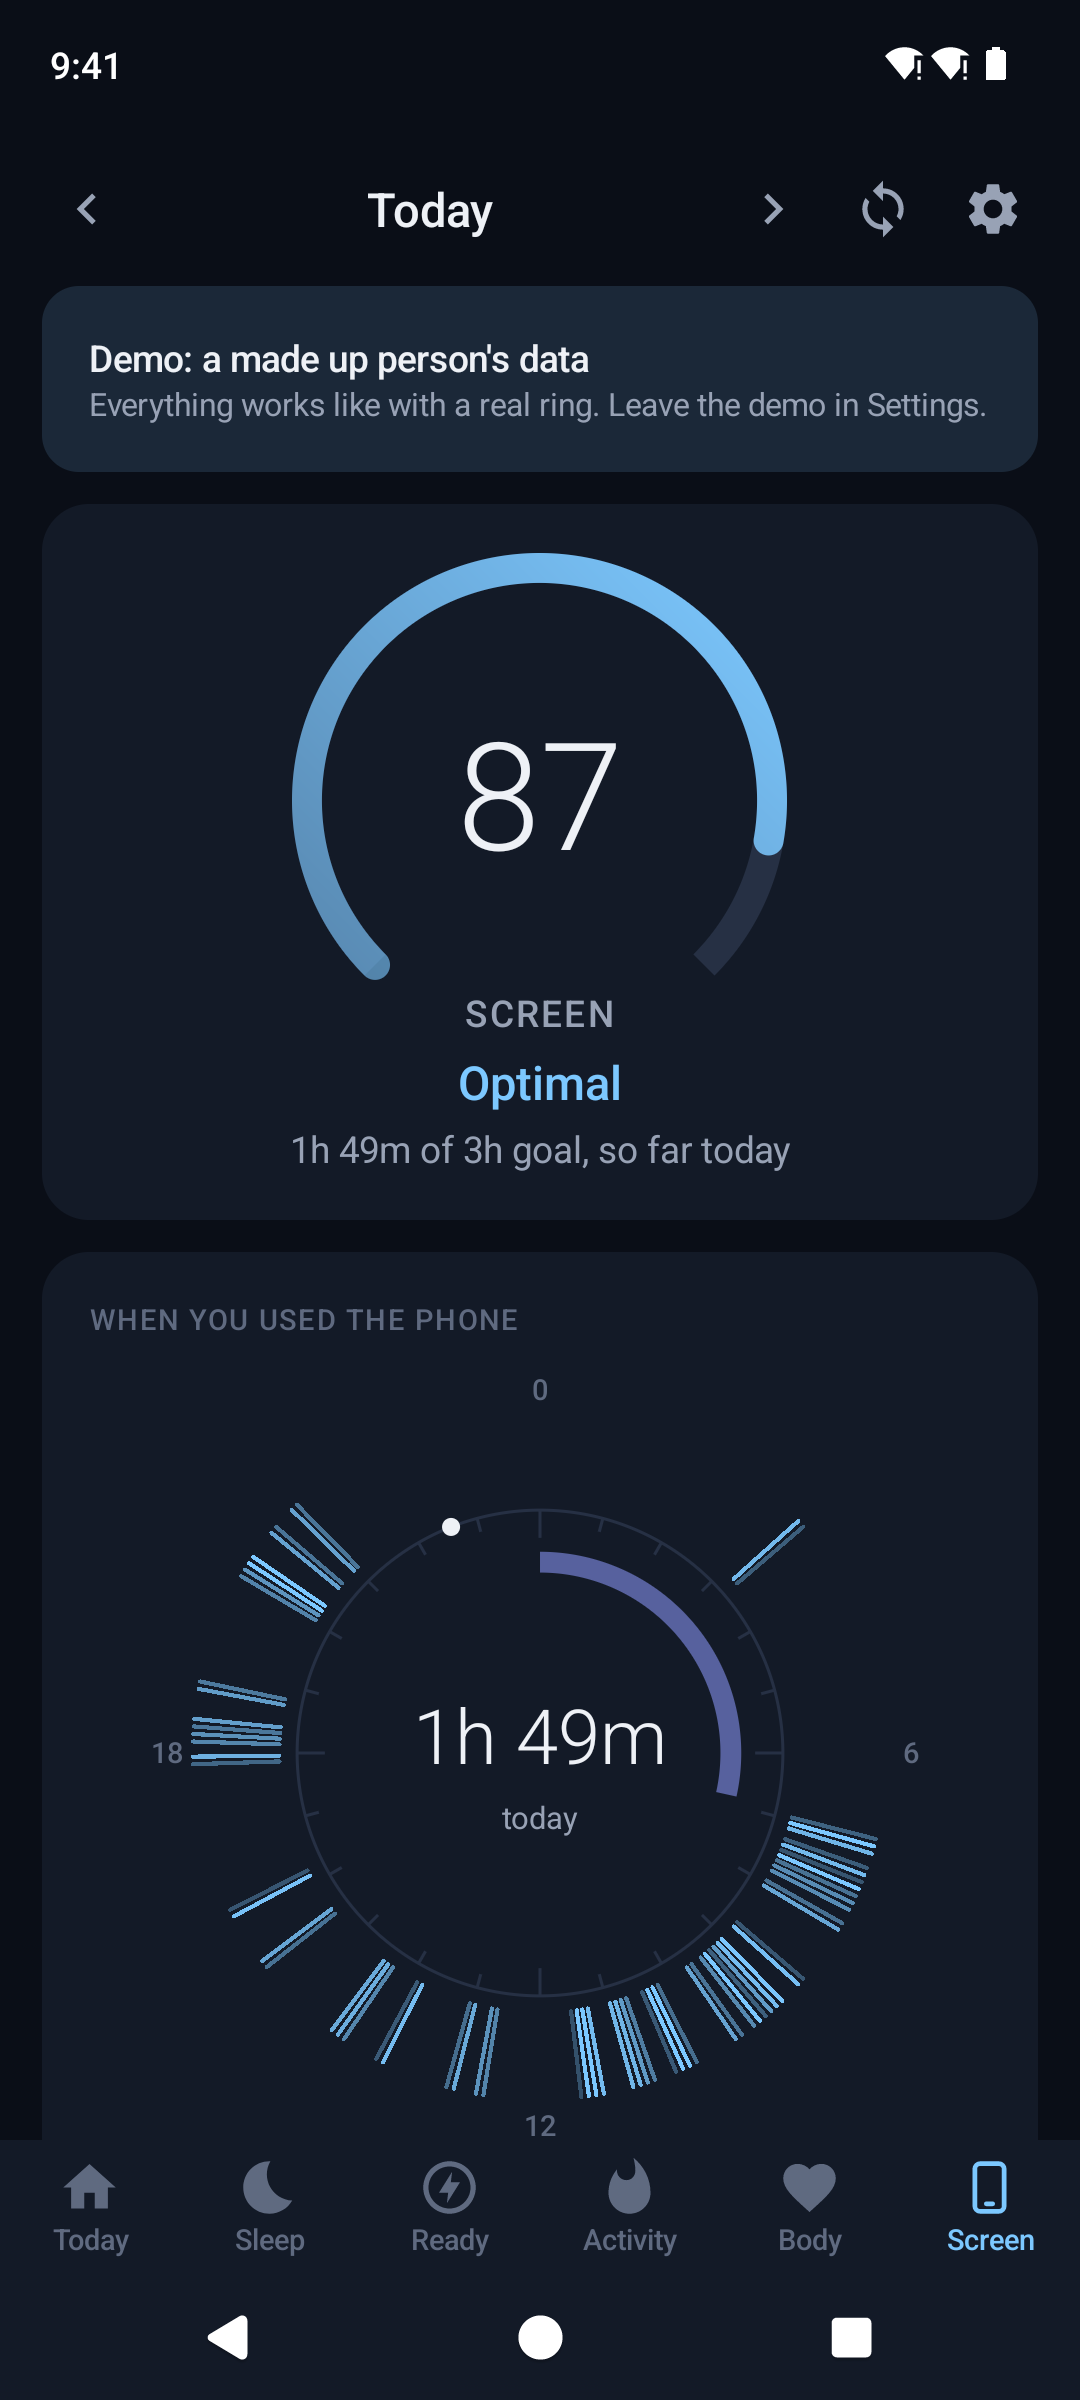 9:41
Today
Demo: a made up person's data
Everything works like with a real ring. Leave the demo in Settings.
87
SCREEN
Optimal
1h 49m of 3h goal, so far today
WHEN YOU USED THE PHONE
0
18
1h 49m
6
today
12
Today
Sleep
Ready
Activity
Body
Screen